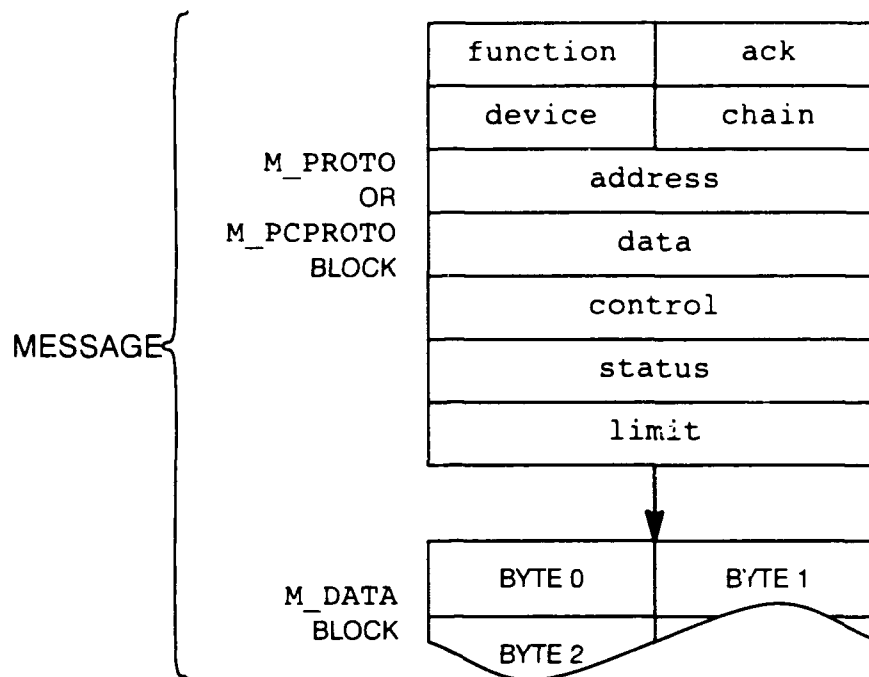 function ack
device chain
M_PROTO
OR
M_PCPROTO
BLOCK
address
data
control
status
limit
MESSAGE
M_DATA
BLOCK
BYTE 0 BYTE 1
BYTE 2